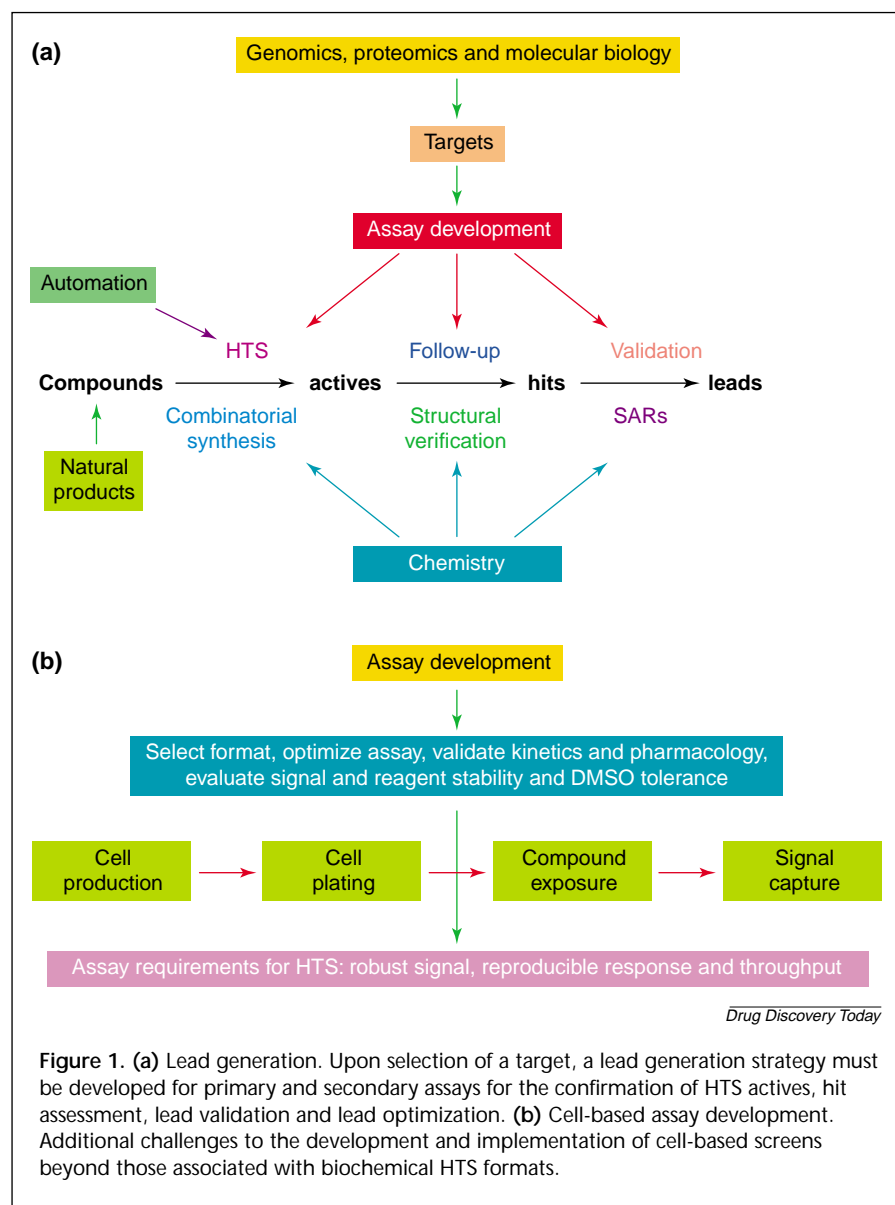 (a)
Genomics, proteomics and molecular biology
Targets
Assay development
Automation
HTS
Follow-up
Validation
Compounds
actives
hits
leads
Combinatorial
synthesis
Structural
verification
SARs
Natural
products
Chemistry
(b)
Assay development
Select format, optimize assay, validate kinetics and pharmacology,
evaluate signal and reagent stability and DMSO tolerance
Cell
production
Cell
plating
Compound
exposure
Signal
capture
Assay requirements for HTS: robust signal, reproducible response and throughput
Drug Discovery Today
Figure 1. (a) Lead generation. Upon selection of a target, a lead generation strategy must
be developed for primary and secondary assays for the confirmation of HTS actives, hit
assessment, lead validation and lead optimization. (b) Cell-based assay development.
Additional challenges to the development and implementation of cell-based screens
beyond those associated with biochemical HTS formats.